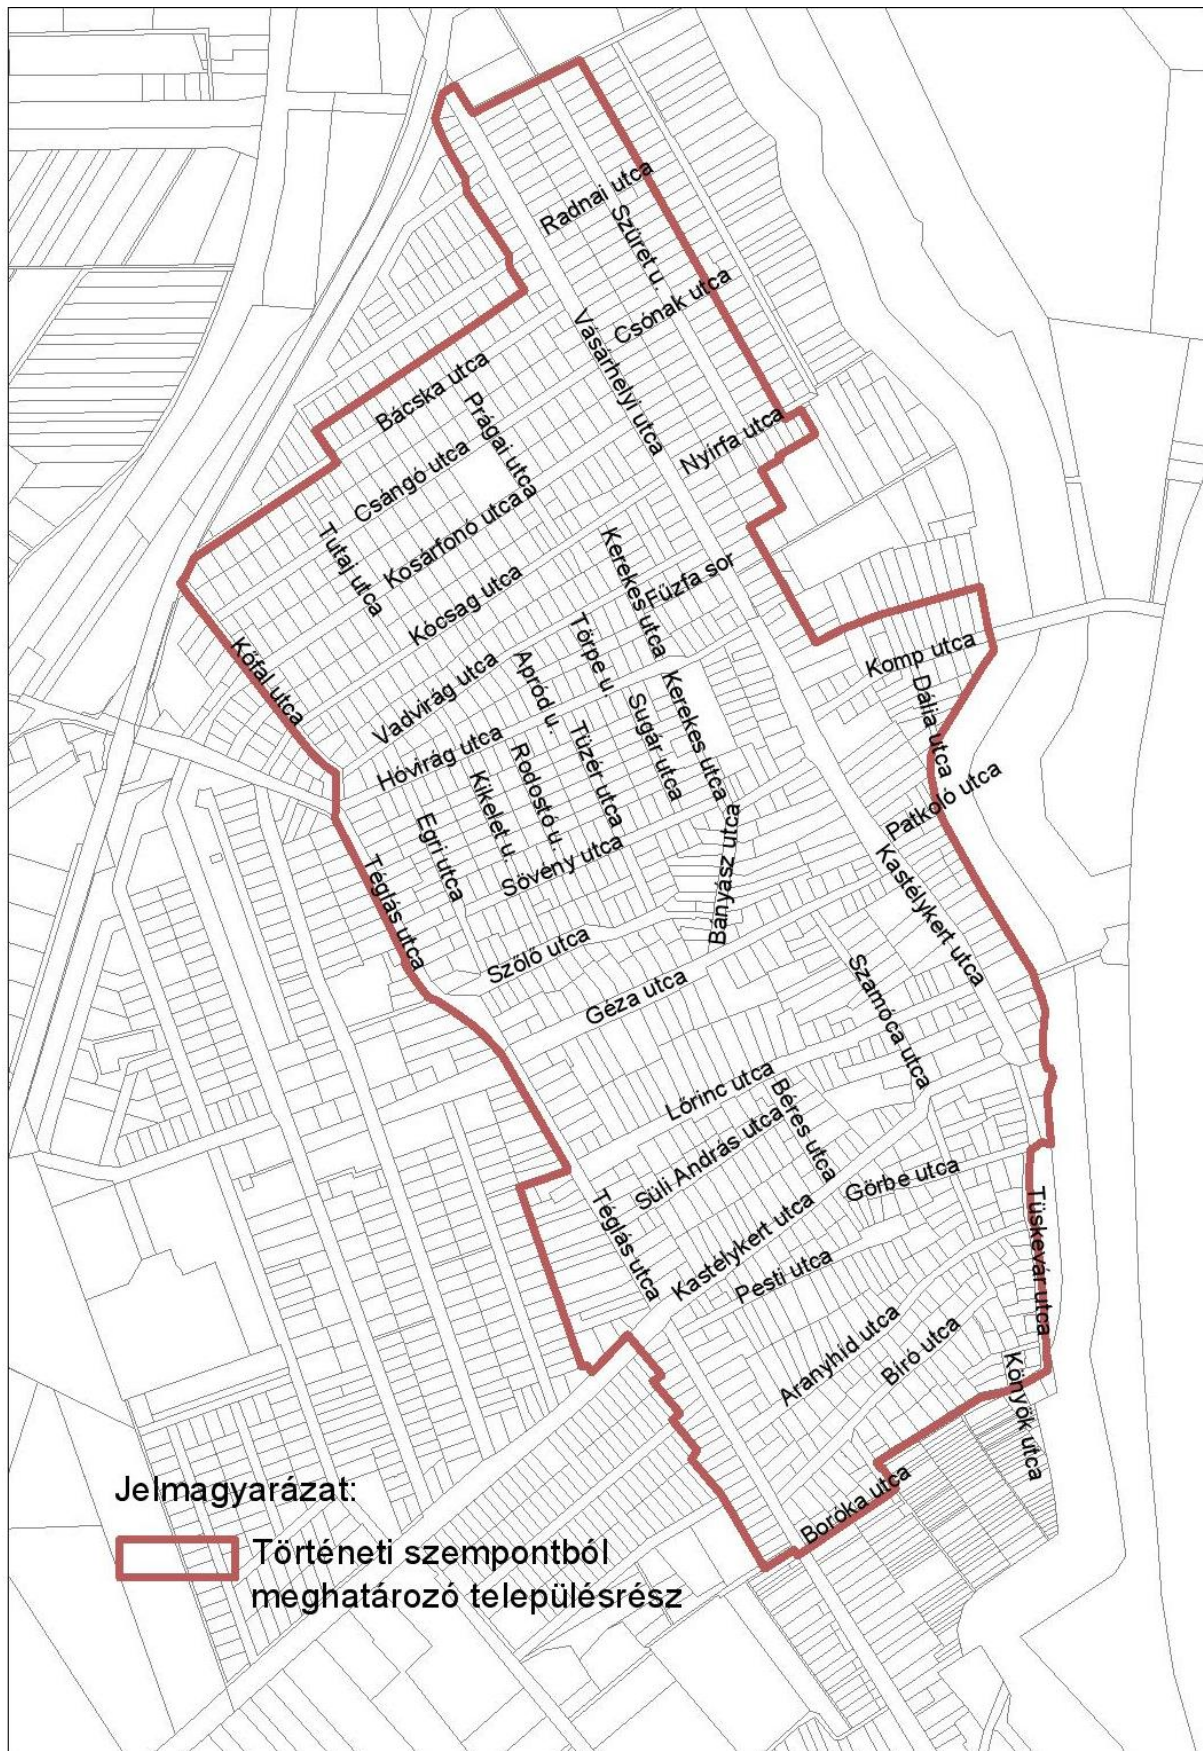 Radnai utca
Szüret u.
Csónak utca
Vásárhelyi utca
Bácska utca
Prágai utca
Nyírfa utca
Csángó utca
Kosárfonó utca
Tutaj utca
Kócsag utca
Kerekes utca
Fűzfa sor
Törpe u.
Komp utca
Kőfal utca
Vadvirág utca
Apród u.
Kerekes utca
Sugár utca
Dália utca
Hóvirág utca
Tüzér utca
Rodostó u.
Kikelet u.
Patkoló utca
Egri utca
Sövény utca
Bányász utca
Kastélykert utca
Téglás utca
Szőlő utca
Géza utca
Szamóca utca
Lőrinc utca
Béres utca
Süli András utca
Görbe utca
Téglás utca
Kastélykert utca
Pesti utca
Tüskevár utca
Aranyhíd utca
Bíró utca
Könyök utca
Boróka utca
Jelmagyarázat:
Történeti szempontból
meghatározó településrész